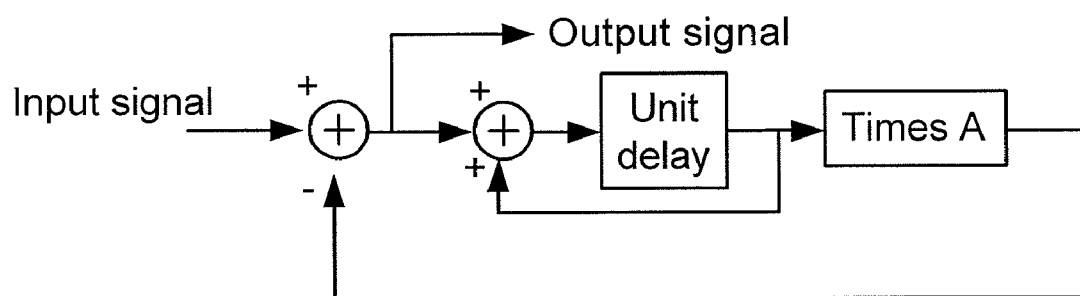 Output signal
Input signal
+
+
+
+
Unit
delay
Times A
+
-